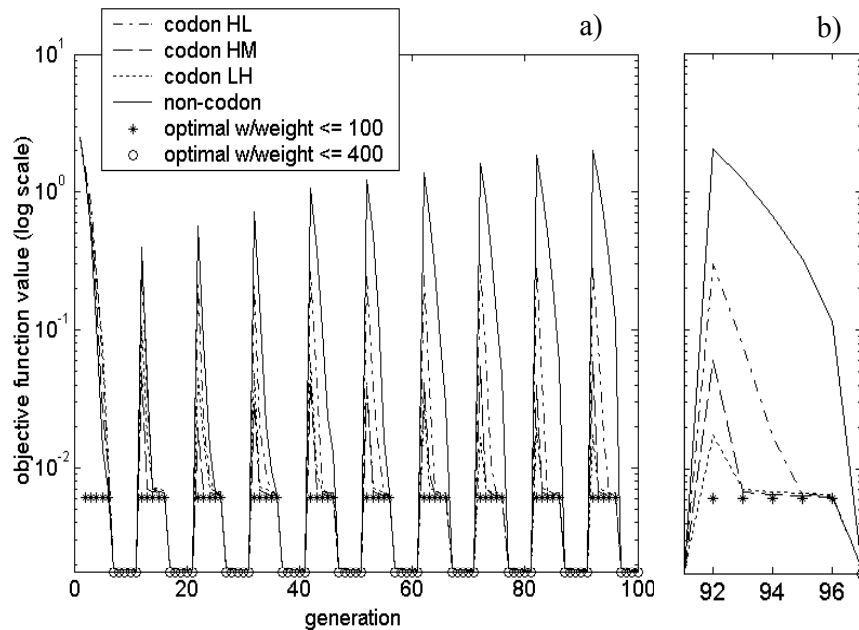 a)
b)
codon HL
codon HM
codon LH
non-codon
optimal w/weight <= 100
optimal w/weight <= 400
10^1
10^0
10^-1
10^-2
objective function value (log scale)
0 20 40 60 80 100
generation
92 94 96